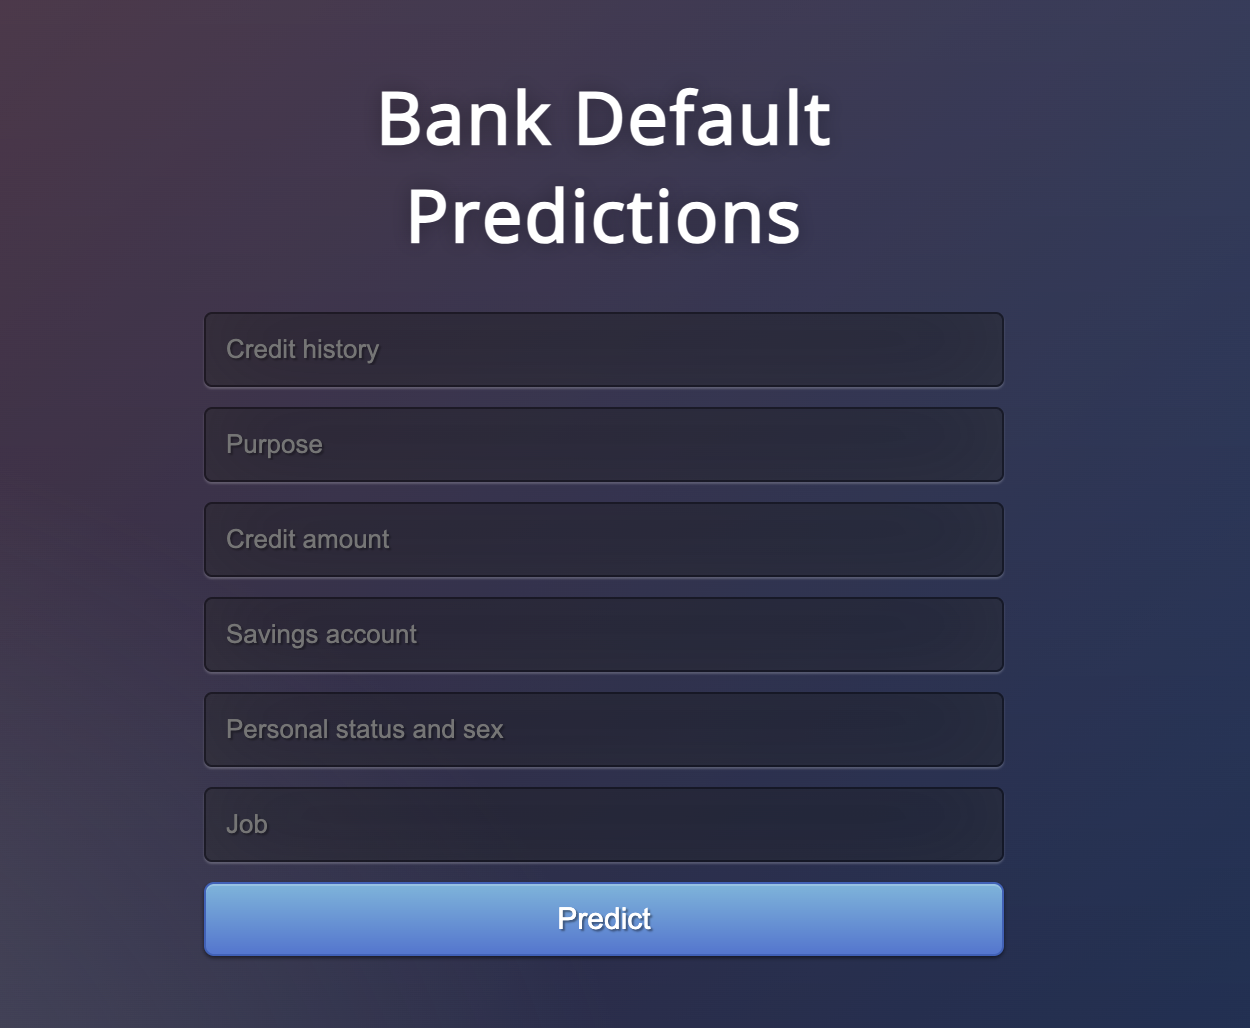 Bank Default
Predictions
Credit history
Purpose
Credit amount
Savings account
Personal status and sex
Job
Predict